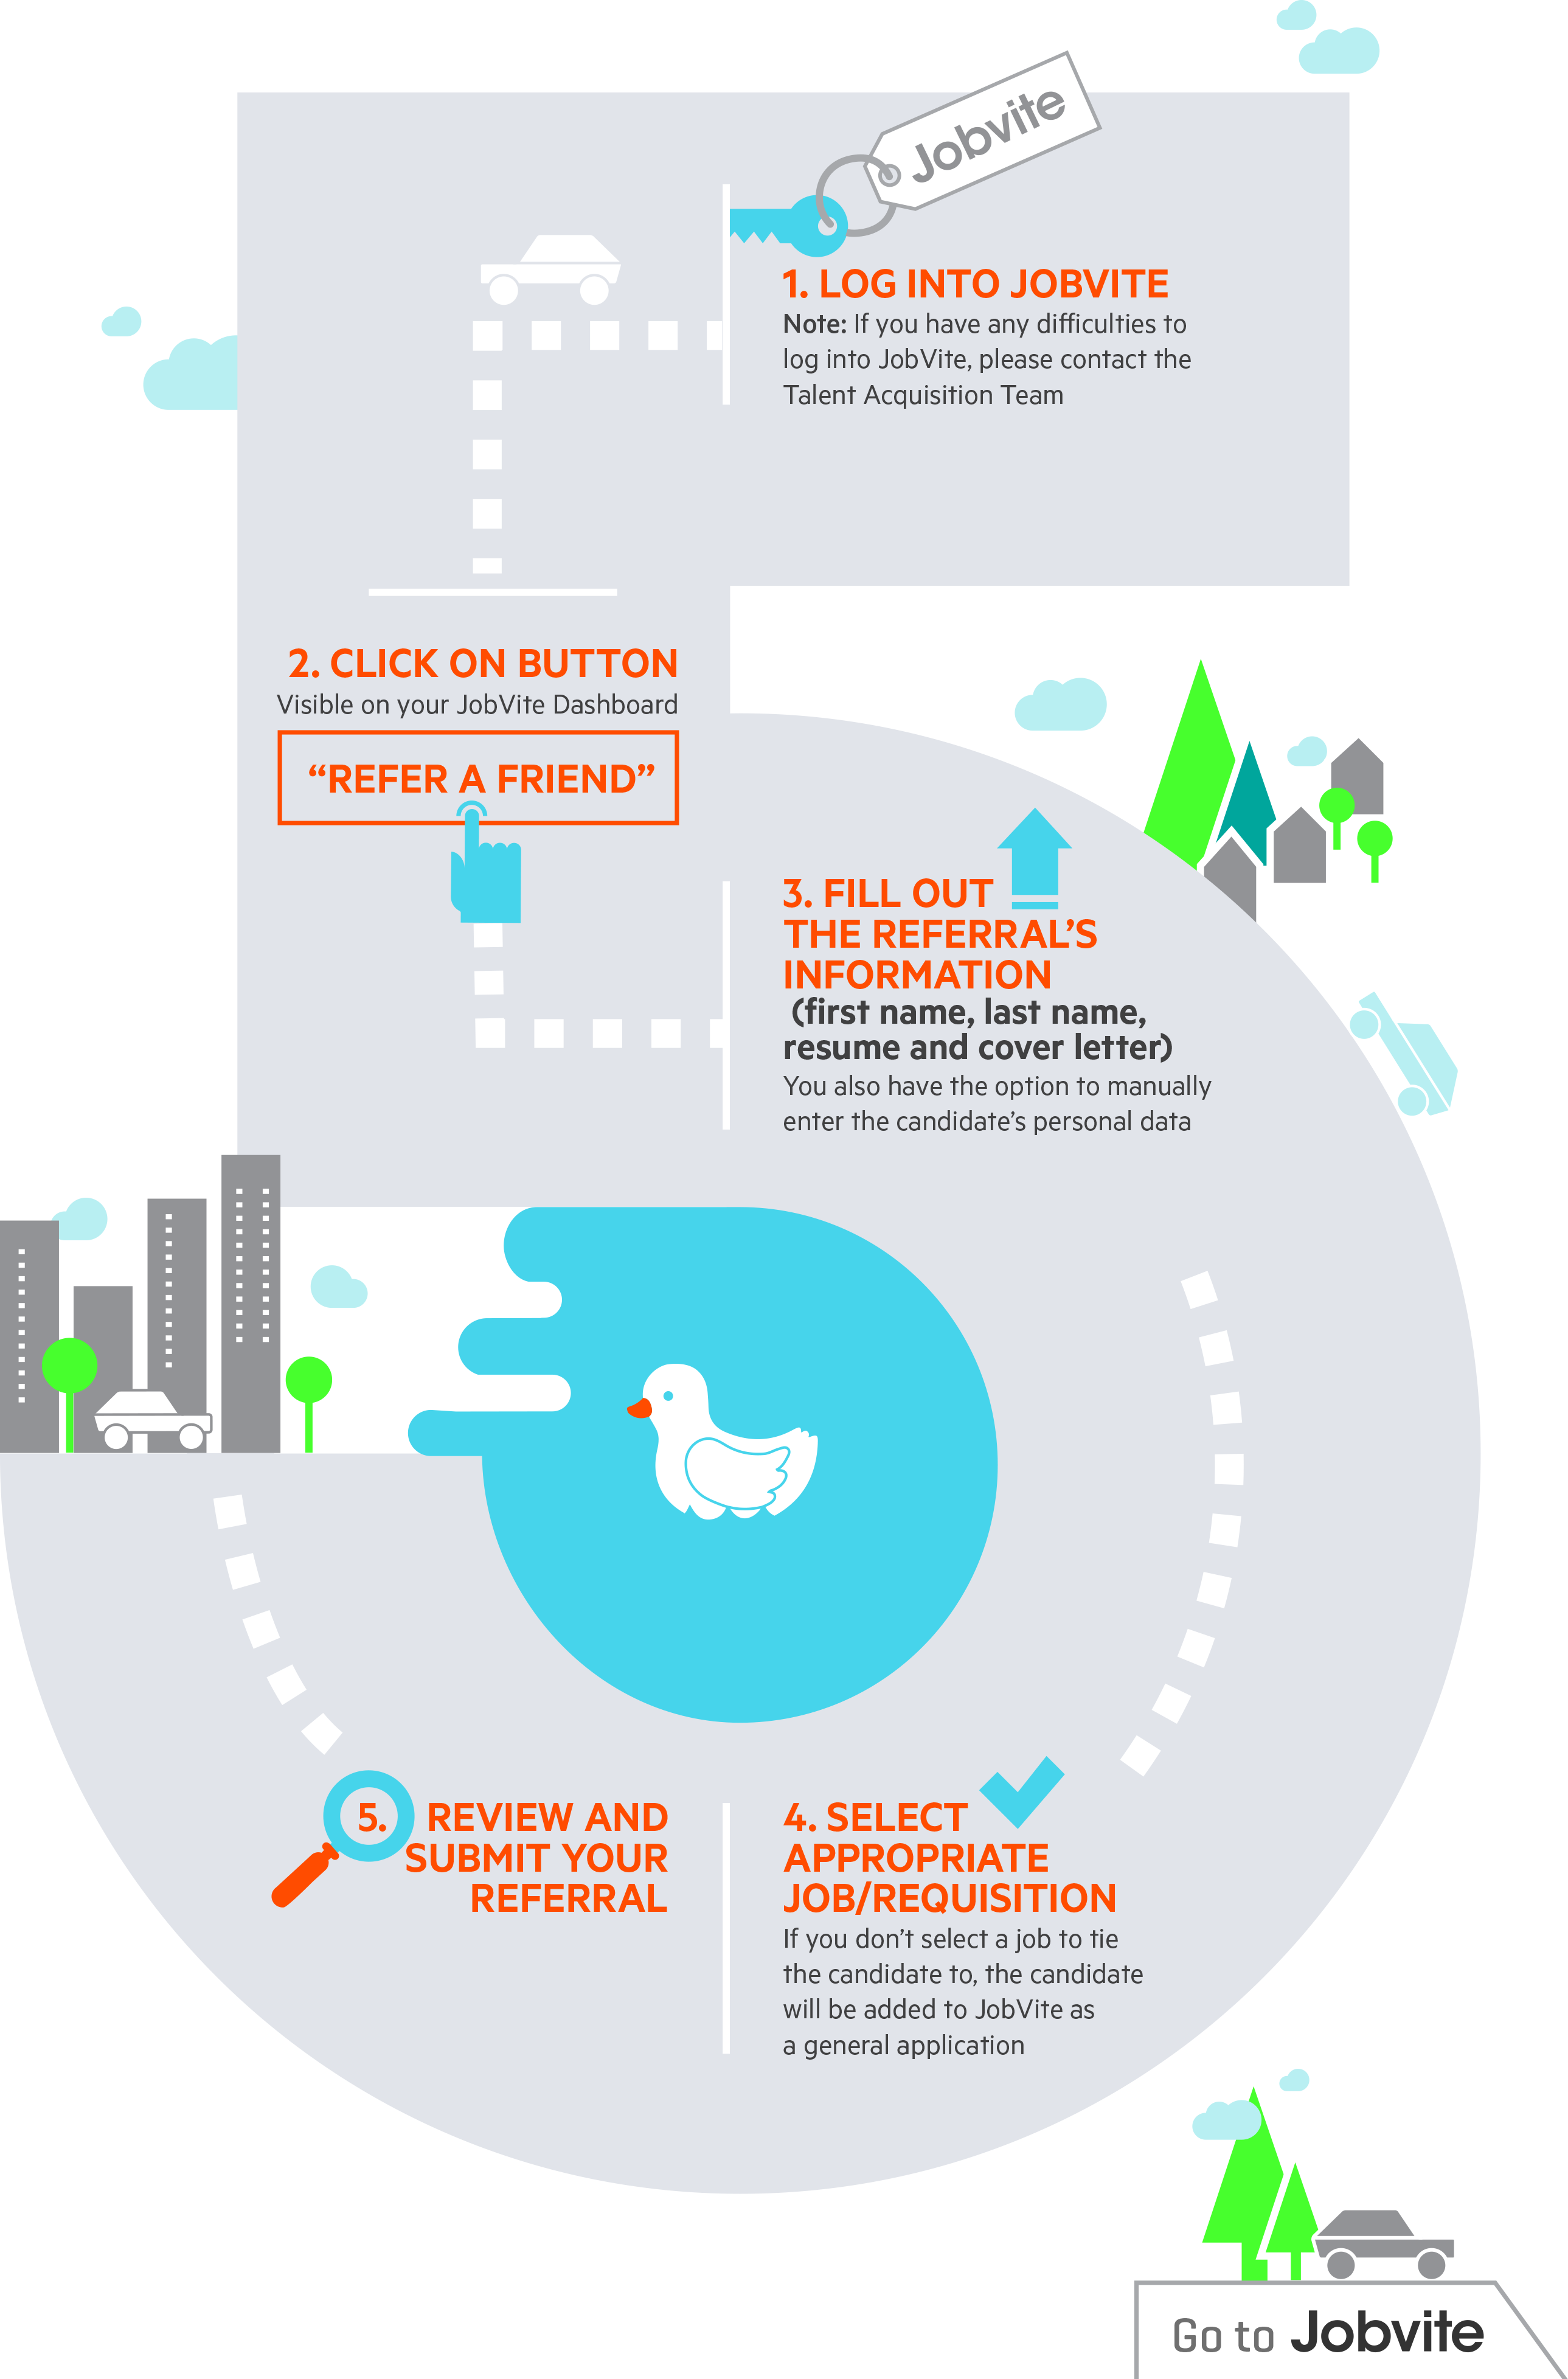 Jobvite
1. LOG INTO JOBVITE
Note: If you have any difficulties to
log into JobVite, please contact the
Talent Acquisition Team
2. CLICK ON BUTTON
Visible on your JobVite Dashboard
“REFER A FRIEND”
3. FILL OUT
THE REFERRAL’S
INFORMATION
(first name, last name,
resume and cover letter)
You also have the option to manually
enter the candidate’s personal data
4. SELECT
APPROPRIATE
JOB/REQUISITION
If you don’t select a job to tie
the candidate to, the candidate
will be added to JobVite as
a general application
5. REVIEW AND
SUBMIT YOUR
REFERRAL
Go to Jobvite